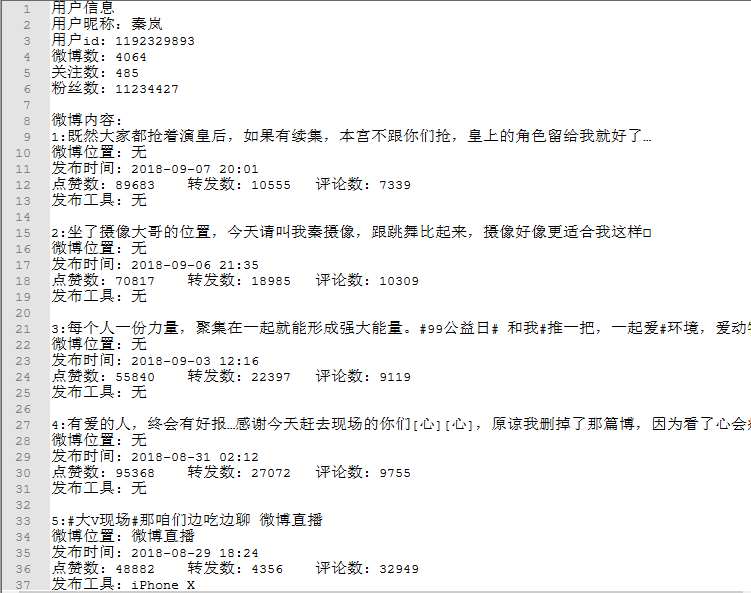 1 用户信息
2 用户昵称：秦岚
3 用户id：1192329893
4 微博数：4064
5 关注数：485
6 粉丝数：11234427
7
8 微博内容：
9 1:既然大家都抢着演皇后，如果有续集，本宫不跟你们抢，皇上的角色留给我就好了…
10 微博位置：无
11 发布时间：2018-09-07 20:01
12 点赞数：89683 转发数：10555 评论数：7339
13 发布工具：无
14
15 2:坐了摄像大哥的位置，今天请叫我秦摄像，跟跳舞比起来，摄像好像更适合我这样□
16 微博位置：无
17 发布时间：2018-09-06 21:35
18 点赞数：70817 转发数：18985 评论数：10309
19 发布工具：无
20
21 3:每个人一份力量，聚集在一起就能形成强大能量。#99公益日# 和我#推一把，一起爱#环境，爱动
22 微博位置：无
23 发布时间：2018-09-03 12:16
24 点赞数：55840 转发数：22397 评论数：9119
25 发布工具：无
26
27 4:有爱的人，终会有好报…感谢今天赶去现场的你们[心][心]，原谅我删掉了那篇博，因为看了心会
28 微博位置：无
29 发布时间：2018-08-31 02:12
30 点赞数：95368 转发数：27072 评论数：9755
31 发布工具：无
32
33 5:#大V现场#那咱们边吃边聊 微博直播
34 微博位置：微博直播
35 发布时间：2018-08-29 18:24
36 点赞数：48882 转发数：4356 评论数：32949
37 发布工具：iPhone X